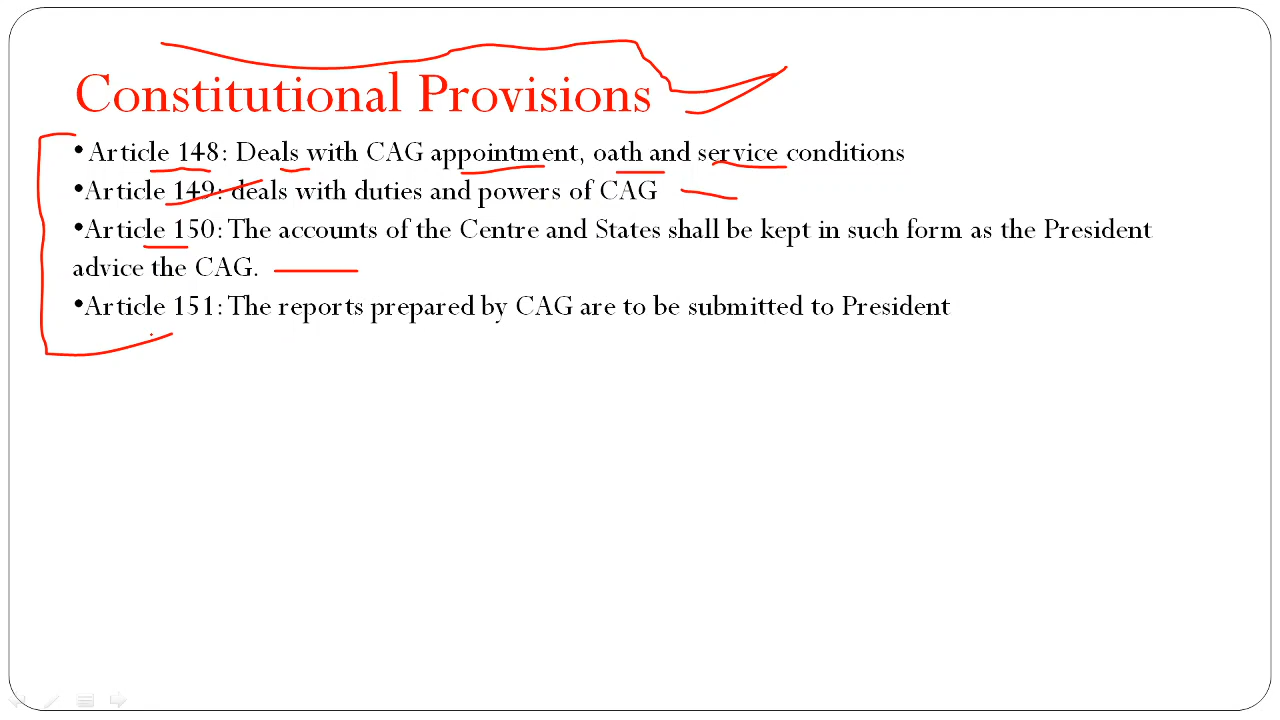 Constitutional Provisions
•Article 148: Deals with CAG appointment, oath and service conditions
•Article 149: deals with duties and powers of CAG
•Article 150: The accounts of the Centre and States shall be kept in such form as the President
advice the CAG.
•Article 151: The reports prepared by CAG are to be submitted to President